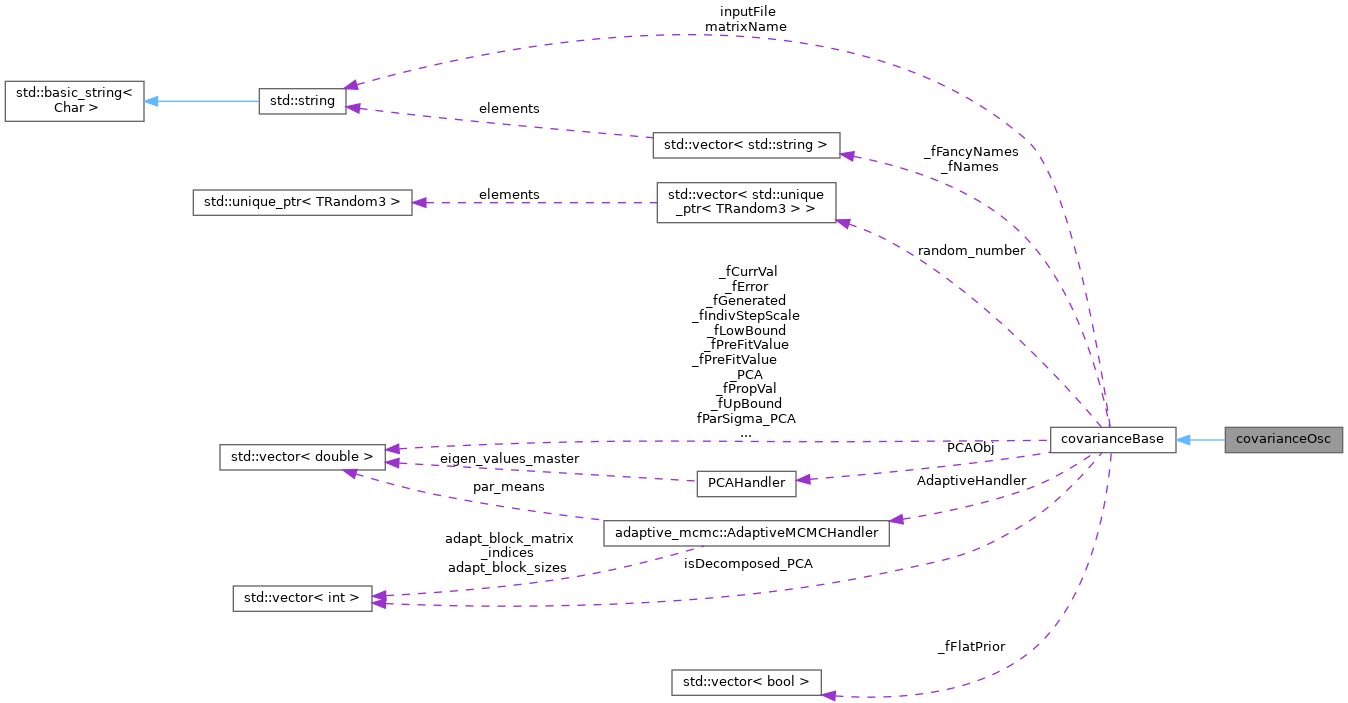 inputFile
matrixName
std::basic_string<
Char >
std::string
elements
std::vector< std::string >
_fFancyNames
_fNames
std::unique_ptr< TRandom3 >
elements
std::vector< std::unique
_ptr< TRandom3 > >
random_number
_fCurrVal
_fError
_fGenerated
_fIndivStepScale
_fLowBound
_fPreFitValue
_fPreFitValue
_PCA
_fPropVal
_fUpBound
fParSigma_PCA
...
covarianceBase
covarianceOsc
std::vector< double >
eigen_values_master
PCAObj
PCAHandler
par_means
AdaptiveHandler
adaptive_mcmc::AdaptiveMCMCHandler
adapt_block_matrix
_indices
adapt_block_sizes
isDecomposed_PCA
std::vector< int >
_fFlatPrior
std::vector< bool >